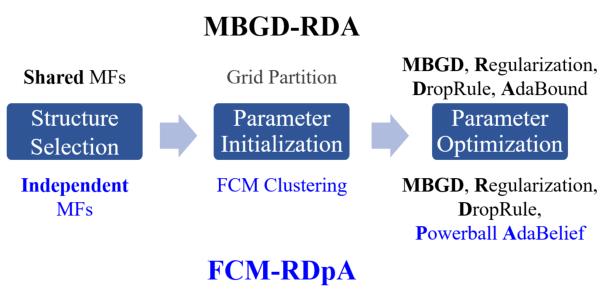 MBGD-RDA
Shared MFs
Grid Partition
MBGD, Regularization,
DropRule, AdaBound
Structure
Selection
Parameter
Initialization
Parameter
Optimization
Independent
MFs
FCM Clustering
MBGD, Regularization,
DropRule,
Powerball AdaBelief
FCM-RDpA